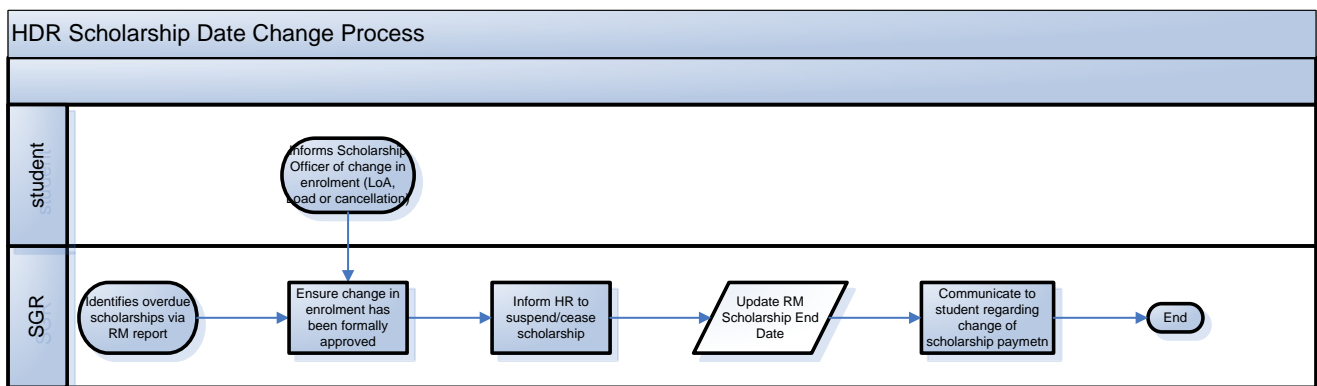 HDR Scholarship Date Change Process
student
Informs Scholarship
Officer of change in
enrolment (LoA,
Load or cancellation)
SGR
Identifies overdue
scholarships via
RM report
Ensure change in
enrolment has
been formally
approved
Inform HR to
suspend/cease
scholarship
Update RM
Scholarship End
Date
Communicate to
student regarding
change of
scholarship paymetn
End